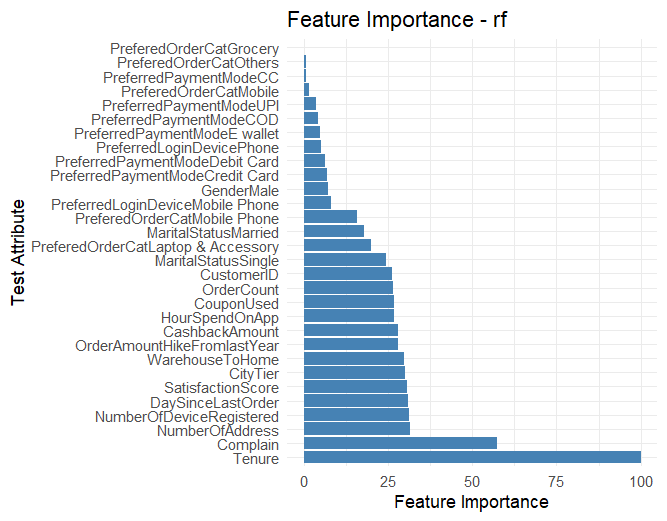 Feature Importance - rf
Test Attribute
PreferedOrderCatGrocery
PreferedOrderCatOthers
PreferredPaymentModeCC
PreferedOrderCatMobile
PreferredPaymentModeUPI
PreferredPaymentModeCOD
PreferredPaymentModeE wallet
PreferredLoginDevicePhone
PreferredPaymentModeDebit Card
PreferredPaymentModeCredit Card
GenderMale
PreferredLoginDeviceMobile Phone
PreferedOrderCatMobile Phone
MaritalStatusMarried
PreferedOrderCatLaptop & Accessory
MaritalStatusSingle
CustomerID
OrderCount
CouponUsed
HourSpendOnApp
CashbackAmount
OrderAmountHikeFromlastYear
WarehouseToHome
CityTier
SatisfactionScore
DaySinceLastOrder
NumberOfDeviceRegistered
NumberOfAddress
Complain
Tenure
0 25 50 75 100
Feature Importance